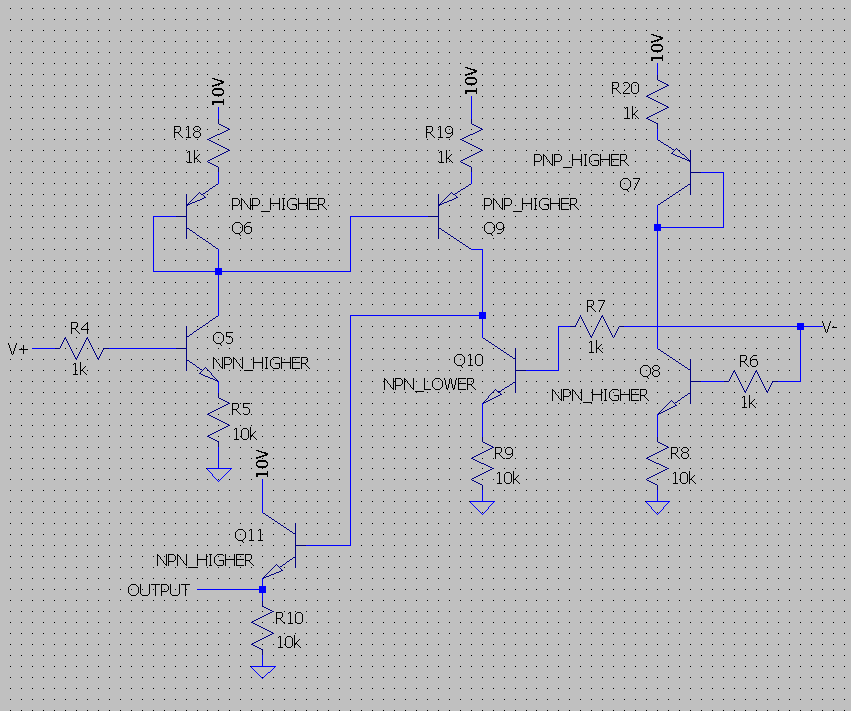 10V
R20
1k
10V
10V
R18
1k
R19
1k
PNP_HIGHER
Q7
PNP_HIGHER
Q6
PNP_HIGHER
Q9
R7
1k
V-
R4
1k
V+
Q5
NPN_HIGHER
Q10
NPN_LOWER
Q8
NPN_HIGHER
R6
1k
R5
10k
10V
R9
10k
R8
10k
Q11
NPN_HIGHER
OUTPUT
R10
10k